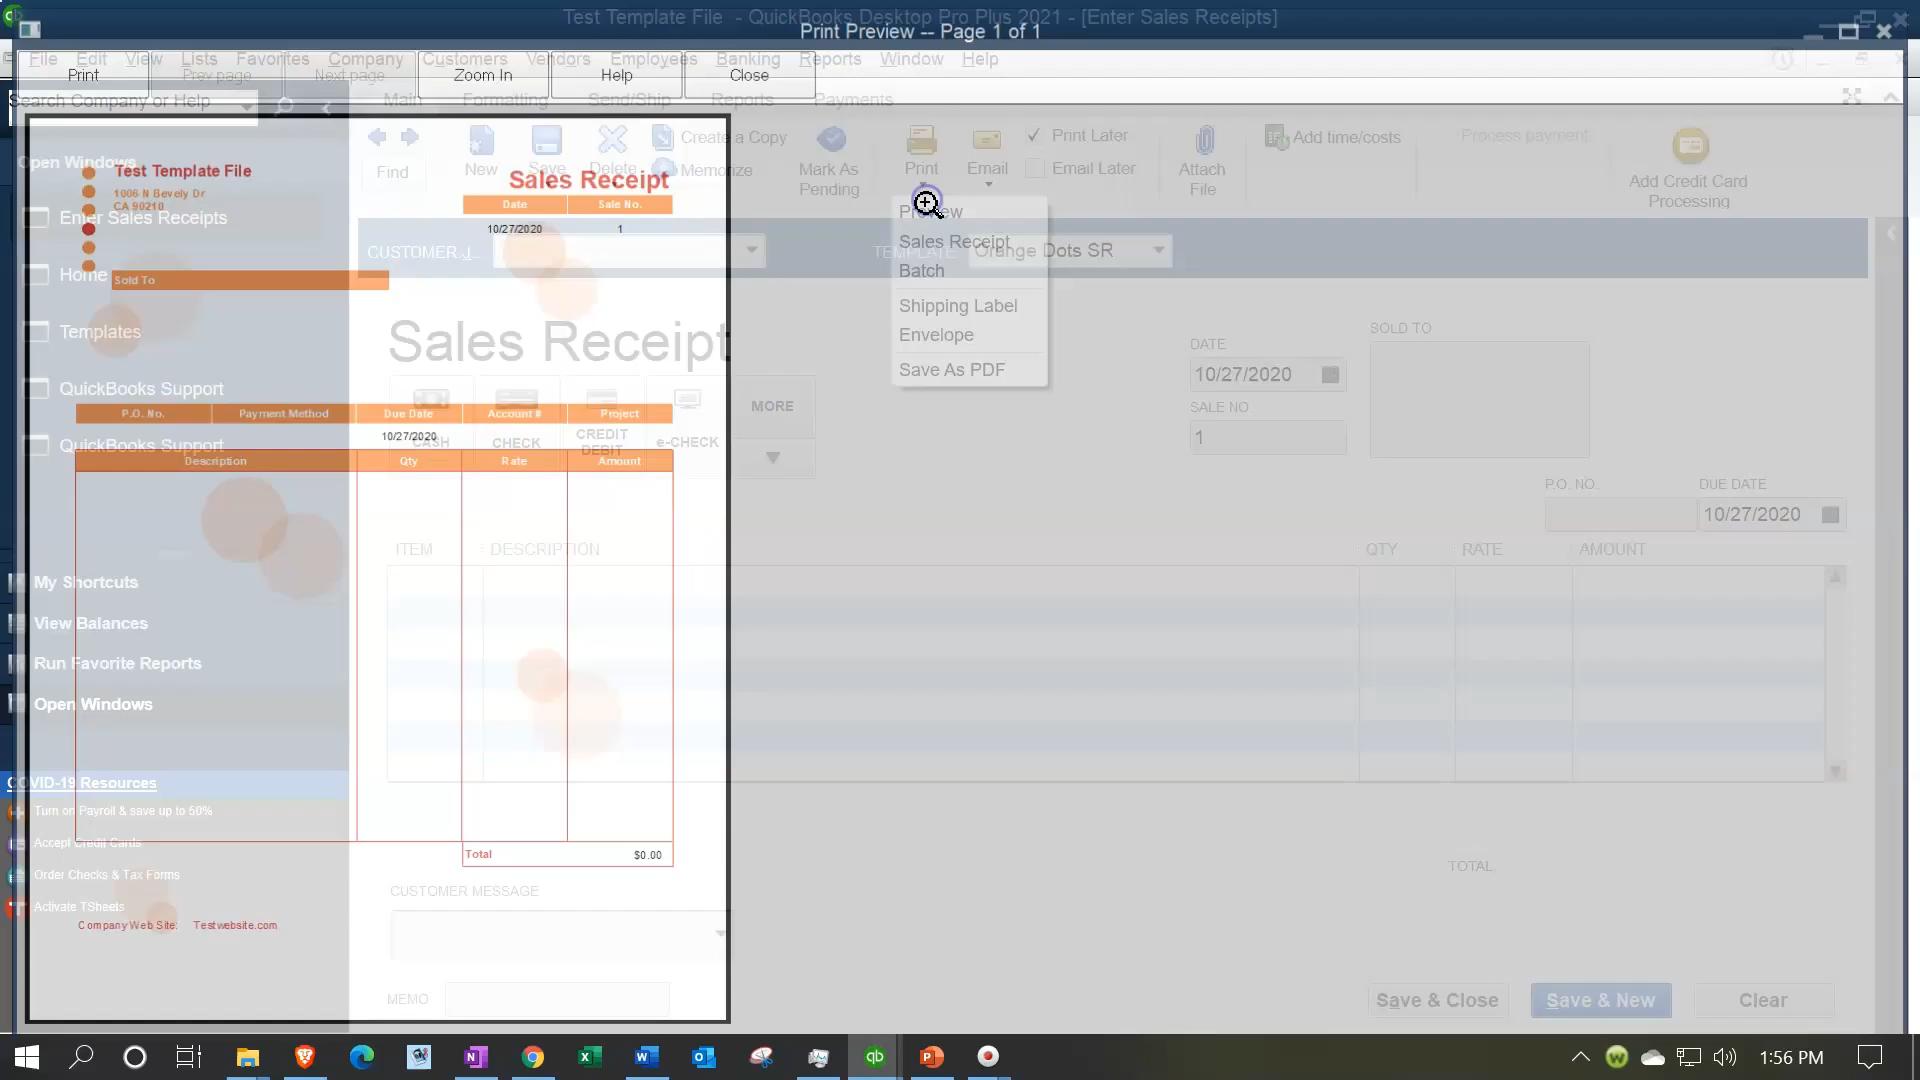 Test Template File - QuickBooks Desktop Pro Plus 2021 - [Enter Sales Receipts]
Print Preview -- Page 1 of 1
File Edit View Lists Favorites Company Customers Vendors Employees Banking Reports Window Help
Print Prev page Next page Zoom In Help Close
Search Company or Help
Main Formatting Send/Ship Reports Payments
Create a Copy
Print Later
Add time/costs
Process payment
Find New Save Delete Memorize
Mark As Pending
Print Email
Email Later
Attach File
Add Credit Card Processing
Open Windows
Test Template File
1006 N Bevely Dr
CA 90210
Sales Receipt
Date Sale No.
10/27/2020 1
Enter Sales Receipts
Home
Sold To
Templates
QuickBooks Support
QuickBooks Support
CUSTOMER:J...
TEMPLATE Orange Dots SR
Preview
Sales Receipt
Batch
Shipping Label
Envelope
Save As PDF
Sales Receipt
DATE
10/27/2020
SALE NO
1
SOLD TO
P.O. No. Payment Method Due Date Account # Project
10/27/2020
CASH CHECK CREDIT DEBIT e-CHECK MORE
Description Qty Rate Amount
P.O. NO. DUE DATE
10/27/2020
ITEM DESCRIPTION QTY RATE AMOUNT
My Shortcuts
View Balances
Run Favorite Reports
Open Windows
COVID-19 Resources
Turn on Payroll & save up to 50%
Accept Credit Cards
Order Checks & Tax Forms
Activate TSheets
Total $0.00
TOTAL
CUSTOMER MESSAGE
Company Web Site: Testwebsite.com
MEMO
Save & Close Save & New Clear
1:56 PM